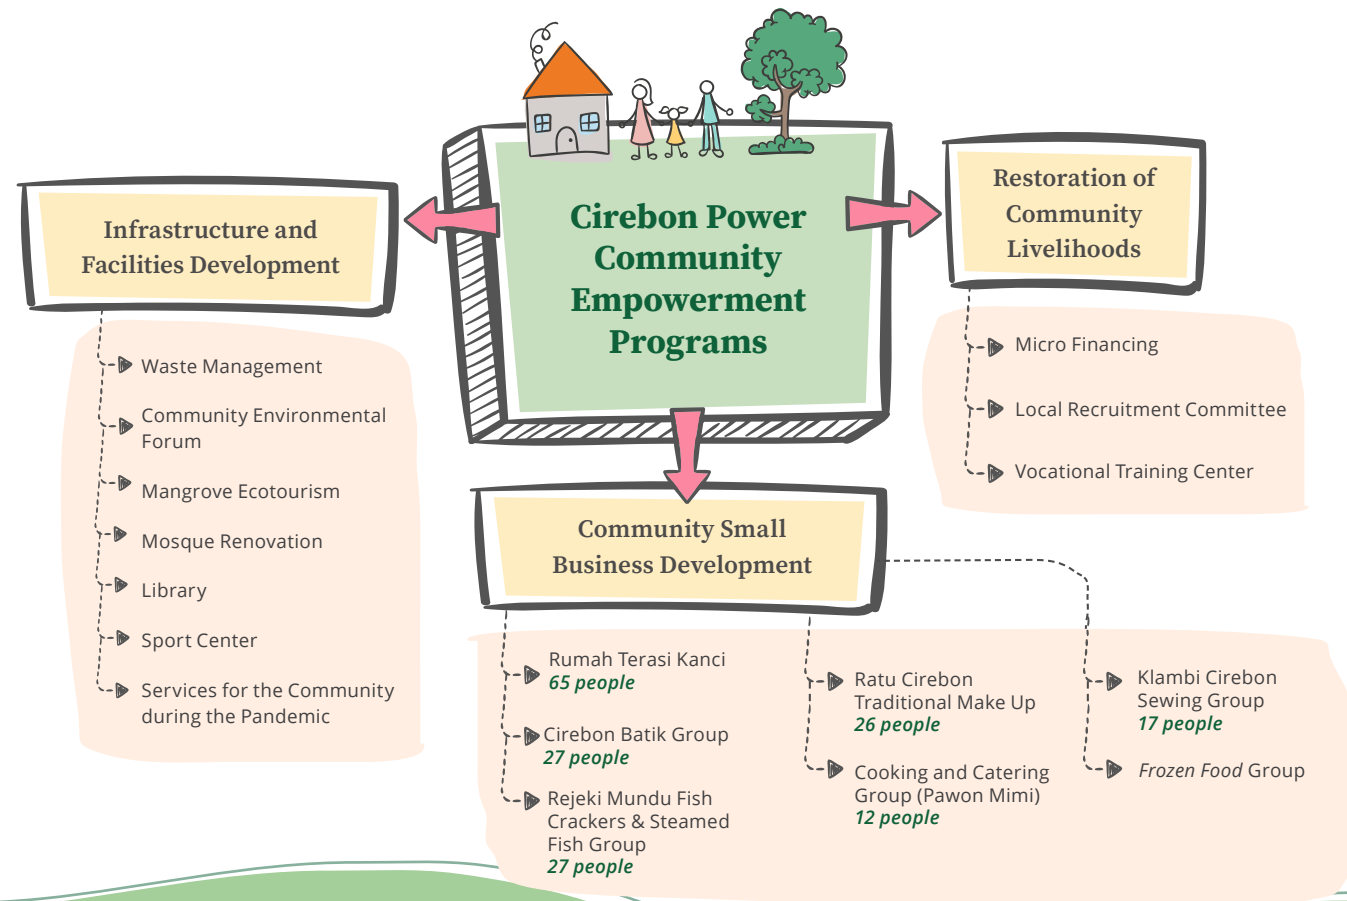 Cirebon Power
Community
Empowerment
Programs
Infrastructure and
Facilities Development
Waste Management
Community Environmental
Forum
Mangrove Ecotourism
Mosque Renovation
Library
Sport Center
Services for the Community
during the Pandemic
Restoration of
Community
Livelihoods
Micro Financing
Local Recruitment Committee
Vocational Training Center
Community Small
Business Development
Rumah Terasi Kanci
65 people
Cirebon Batik Group
27 people
Rejeki Mundu Fish
Crackers & Steamed
Fish Group
27 people
Ratu Cirebon
Traditional Make Up
26 people
Cooking and Catering
Group (Pawon Mimi)
12 people
Klambi Cirebon
Sewing Group
17 people
Frozen Food Group